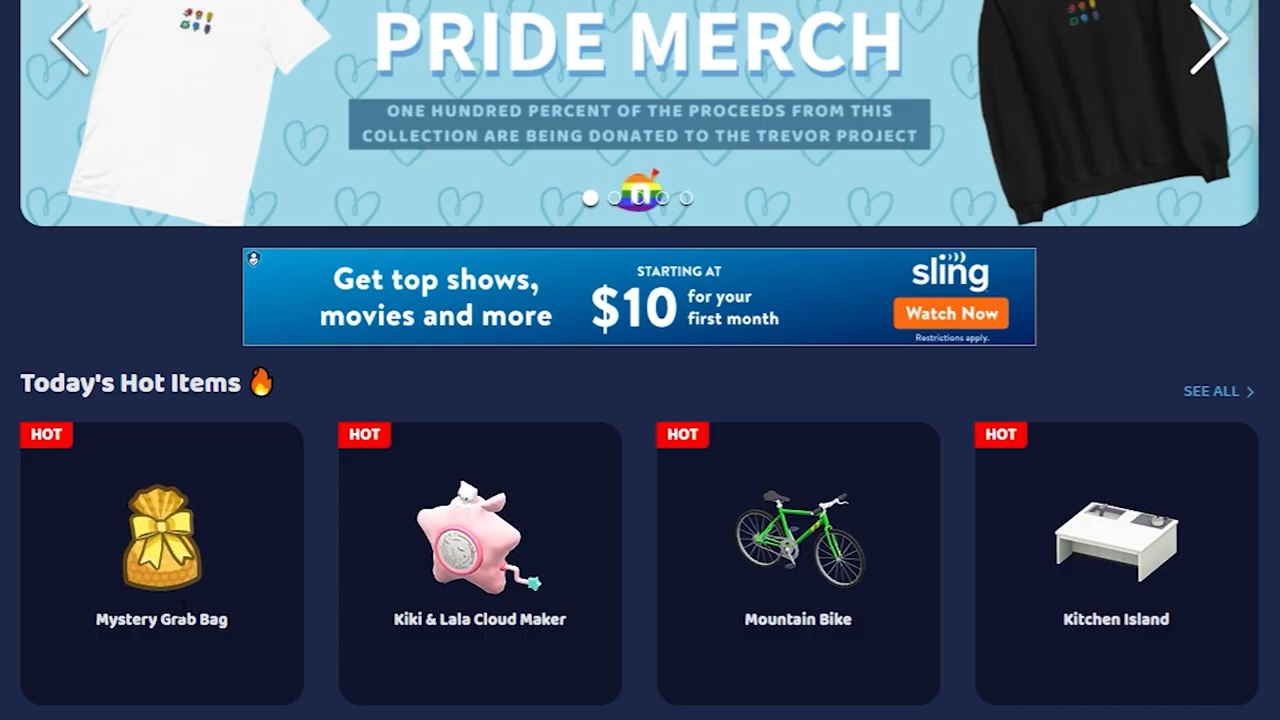 PRIDE MERCH
ONE HUNDRED PERCENT OF THE PROCEEDS FROM THIS
COLLECTION ARE BEING DONATED TO THE TREVOR PROJECT
Get top shows,
movies and more
STARTING AT
$10 for your
first month
sling
Watch Now
Restrictions apply.
Today's Hot Items
SEE ALL
HOT
HOT
HOT
HOT
Mystery Grab Bag
Kiki & Lala Cloud Maker
Mountain Bike
Kitchen Island